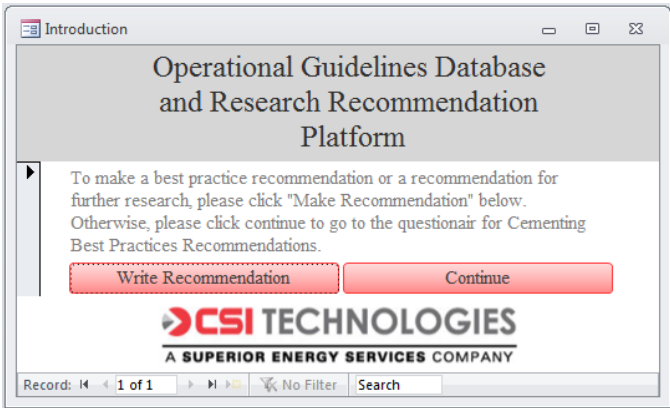 Introduction
Operational Guidelines Database
and Research Recommendation
Platform
To make a best practice recommendation or a recommendation for
further research, please click "Make Recommendation" below.
Otherwise, please click continue to go to the questionair for Cementing
Best Practices Recommendations.
Write Recommendation Continue
CSI TECHNOLOGIES
A SUPERIOR ENERGY SERVICES COMPANY
Record: 1 of 1 No Filter Search